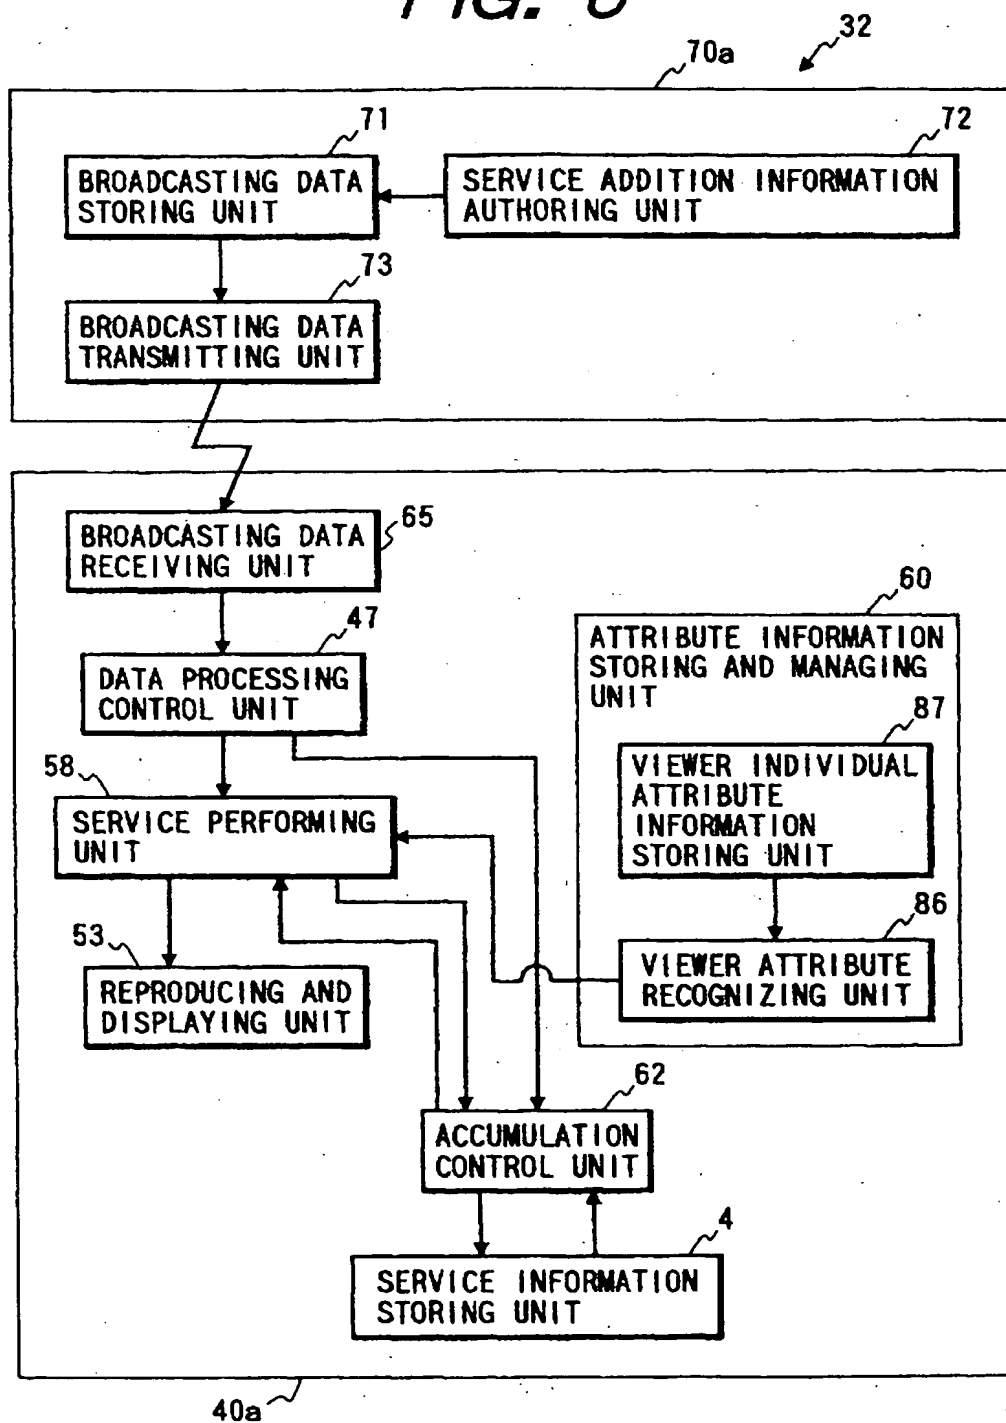 32
70a
71
72
BROADCASTING DATA
STORING UNIT
SERVICE ADDITION INFORMATION
AUTHORING UNIT
73
BROADCASTING DATA
TRANSMITTING UNIT
65
BROADCASTING DATA
RECEIVING UNIT
60
47
ATTRIBUTE INFORMATION
STORING AND MANAGING
UNIT
DATA PROCESSING
CONTROL UNIT
87
58
VIEWER INDIVIDUAL
ATTRIBUTE
INFORMATION
STORING UNIT
SERVICE PERFORMING
UNIT
86
53
VIEWER ATTRIBUTE
RECOGNIZING UNIT
REPRODUCING AND
DISPLAYING UNIT
62
ACCUMULATION
CONTROL UNIT
4
SERVICE INFORMATION
STORING UNIT
40a